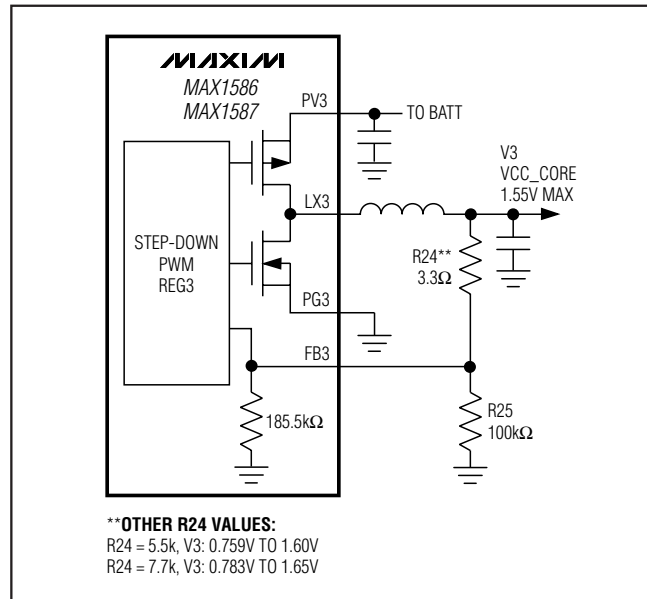 MAXIM
MAX1586
MAX1587
PV3
TO BATT
V3
VCC_CORE
1.55V MAX
LX3
STEP-DOWN
PWM
REG3
R24**
3.3Ω
PG3
FB3
185.5kΩ
R25
100kΩ
**OTHER R24 VALUES:
R24 = 5.5k, V3: 0.759V TO 1.60V
R24 = 7.7k, V3: 0.783V TO 1.65V